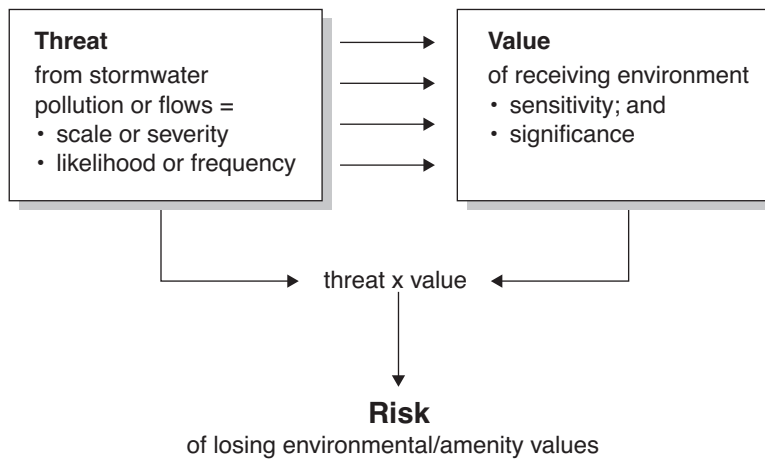 Threat
from stormwater
pollution or flows =
• scale or severity
• likelihood or frequency
Value
of receiving environment
• sensitivity; and
• significance
threat x value
Risk
of losing environmental/amenity values